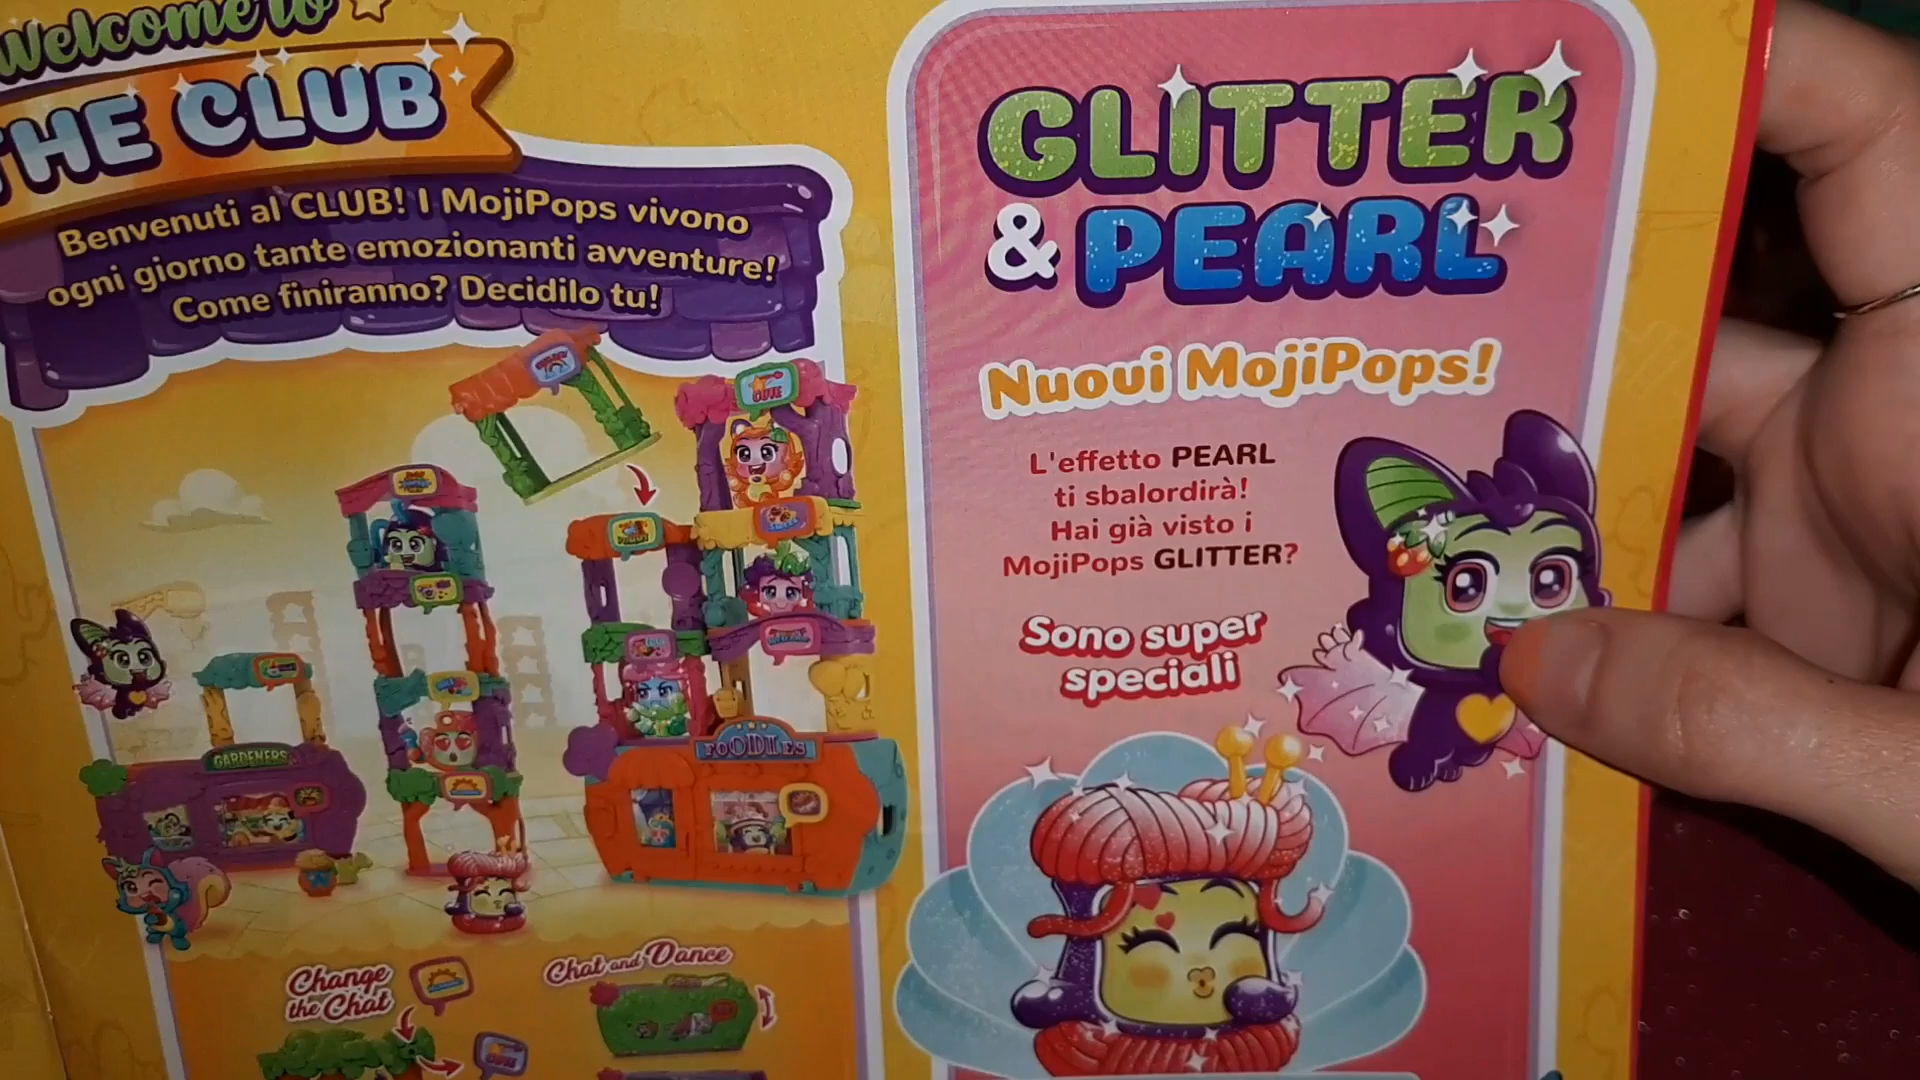 Welcome to
THE CLUB
Benvenuti al CLUB! I MojiPops vivono
ogni giorno tante emozionanti avventure!
Come finiranno? Decidilo tu!
CUTE
GARDENERS
FOODIES
Change
the Chat
Chat and Dance
GLITTER
& PEARL
Nuovi MojiPops!
L'effetto PEARL
ti sbalordirà!
Hai già visto i
MojiPops GLITTER?
Sono super
speciali